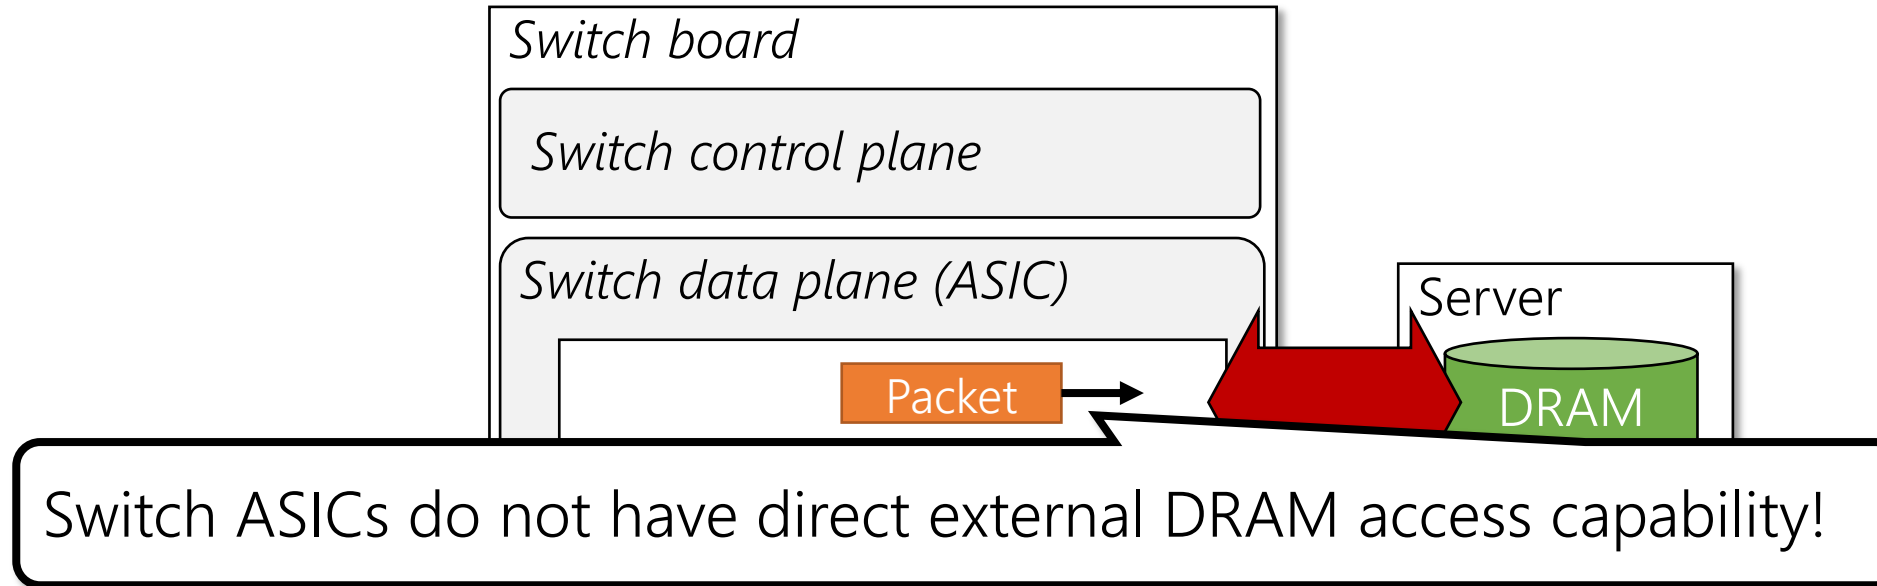 Switch board
Switch control plane
Switch data plane (ASIC)
Server
Packet
DRAM
Switch ASICs do not have direct external DRAM access capability!